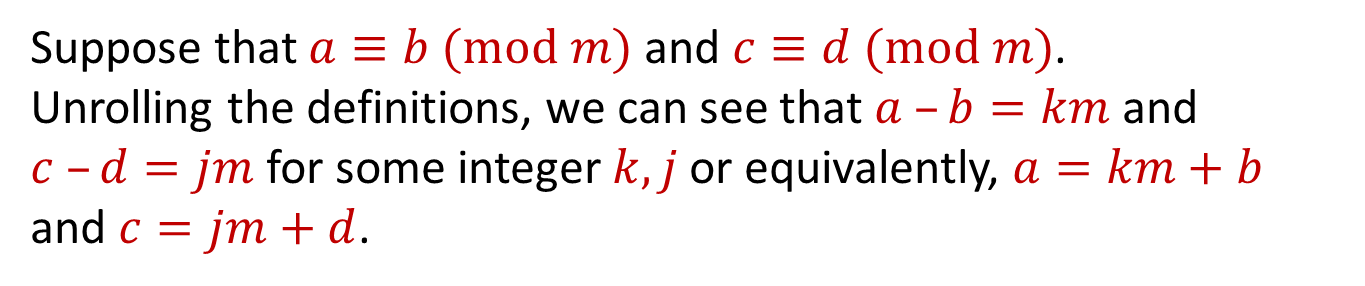 Suppose that a ≡ b (mod m) and c ≡ d (mod m).
Unrolling the definitions, we can see that a – b = km and
c – d = jm for some integer k, j or equivalently, a = km + b
and c = jm + d.